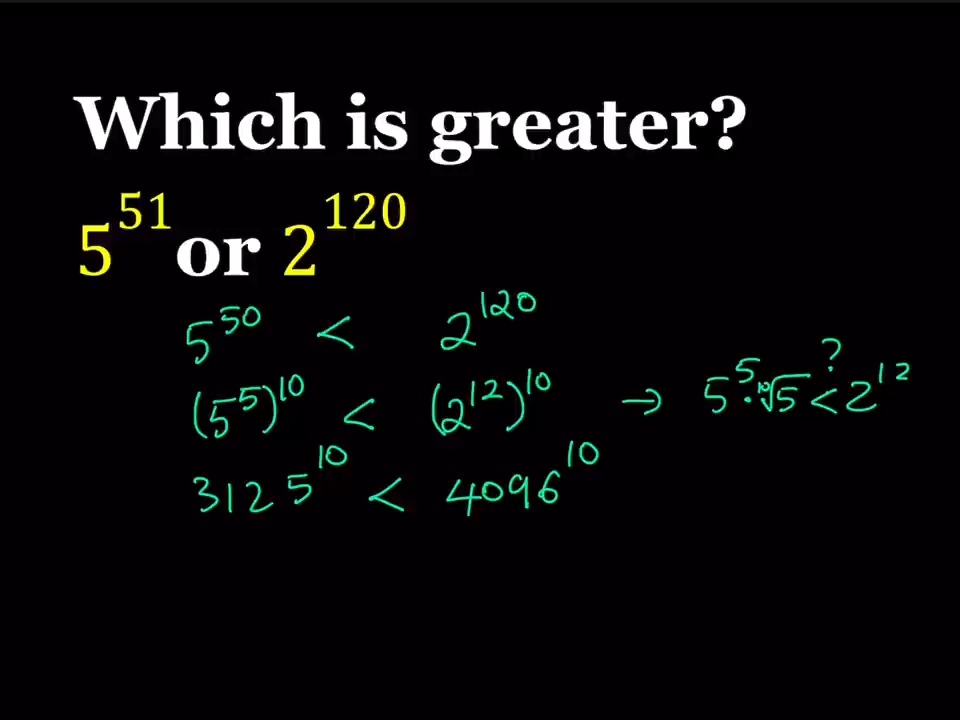 Which is greater?
5^51 or 2^120
5^50 < 2^120
(5^5)^10 < (2^12)^10 → 5^5 · ¹⁰√5 <? 2^12
3125^10 < 4096^10